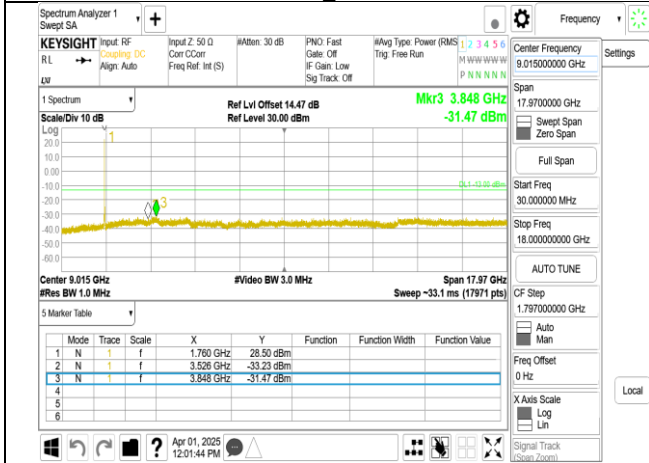 Spectrum Analyzer 1
Swept SA
+
Frequency
KEYSIGHT
RL
Input: RF
Coupling: DC
Align: Auto
Input Z: 50 Ω
Corr CCorr
Freq Ref: Int (S)
#Atten: 30 dB
PNO: Fast
Gate: Off
IF Gain: Low
Sig Track: Off
#Avg Type: Power (RMS
Trig: Free Run
1 2 3 4 5 6
M W W W W W
P N N N N N
Center Frequency
9.015000000 GHz
Settings
1 Spectrum
Scale/Div 10 dB
Ref Lvl Offset 14.47 dB
Ref Level 30.00 dBm
Mkr3 3.848 GHz
-31.47 dBm
Span
17.9700000 GHz
Swept Span
Zero Span
Full Span
Start Freq
30.000000 MHz
Stop Freq
18.000000000 GHz
AUTO TUNE
CF Step
1.797000000 GHz
Auto
Man
Freq Offset
0 Hz
X Axis Scale
Log
Lin
Signal Track
(Span Zoom)
Local
Log
20.0
10.0
0.00
-10.0
-20.0
-30.0
-40.0
-50.0
-60.0
1
3
DL1 -13.00 dBm
Center 9.015 GHz
#Res BW 1.0 MHz
#Video BW 3.0 MHz
Span 17.97 GHz
Sweep ~33.1 ms (17971 pts)
5 Marker Table
Mode Trace Scale X Y Function Function Width Function Value
1 N 1 f 1.760 GHz 28.50 dBm
2 N 1 f 3.526 GHz -33.23 dBm
3 N 1 f 3.848 GHz -31.47 dBm
4
5
6
?
Apr 01, 2025
12:01:44 PM